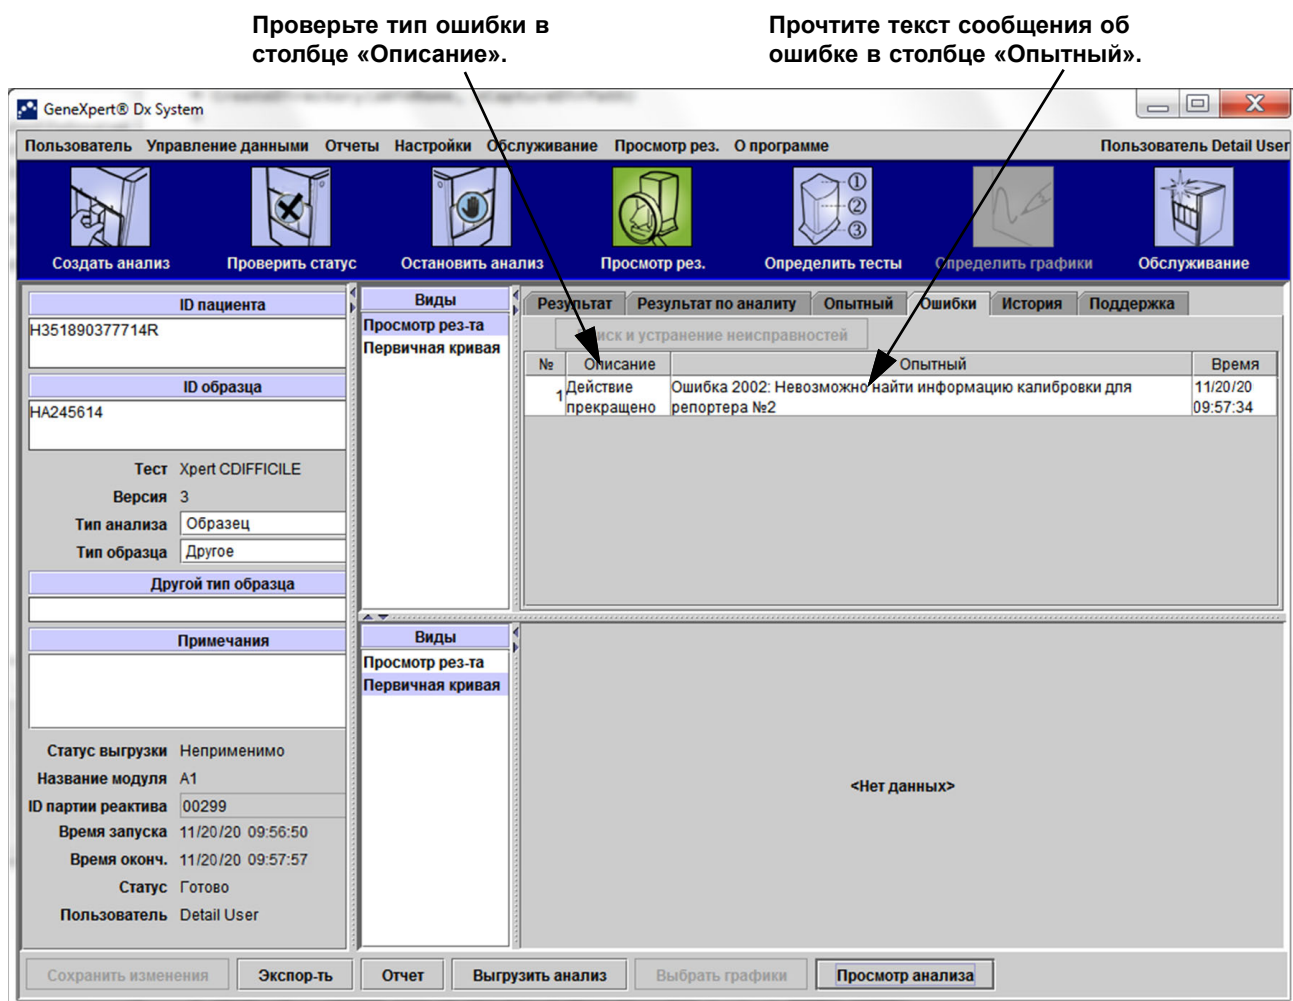 Проверьте тип ошибки в
столбце «Описание».
Прочтите текст сообщения об
ошибке в столбце «Опытный».
GeneXpert® Dx System
Пользователь Управление данными Отчеты Настройки Обслуживание Просмотр рез. О программе Пользователь Detail User
Создать анализ Проверить статус Остановить анализ Просмотр рез. Определить тесты Определить графики Обслуживание
ID пациента
H351890377714R
ID образца
HA245614
Тест Xpert CDIFFICILE
Версия 3
Тип анализа Образец
Тип образца Другое
Другой тип образца
Примечания
Статус выгрузки Неприменимо
Название модуля A1
ID партии реактива 00299
Время запуска 11/20/20 09:56:50
Время оконч. 11/20/20 09:57:57
Статус Готово
Пользователь Detail User
Виды
Просмотр рез-та
Первичная кривая
Результат Результат по аналиту Опытный Ошибки История Поддержка
и устранение неисправностей
№ Описание Опытный Время
1 Действие прекращено Ошибка 2002: Невозможно найти информацию калибровки для репортера №2 11/20/20 09:57:34
Виды
Просмотр рез-та
Первичная кривая
<Нет данных>
Сохранить изменения Экспор-ть Отчет Выгрузить анализ Выбрать графики Просмотр анализа